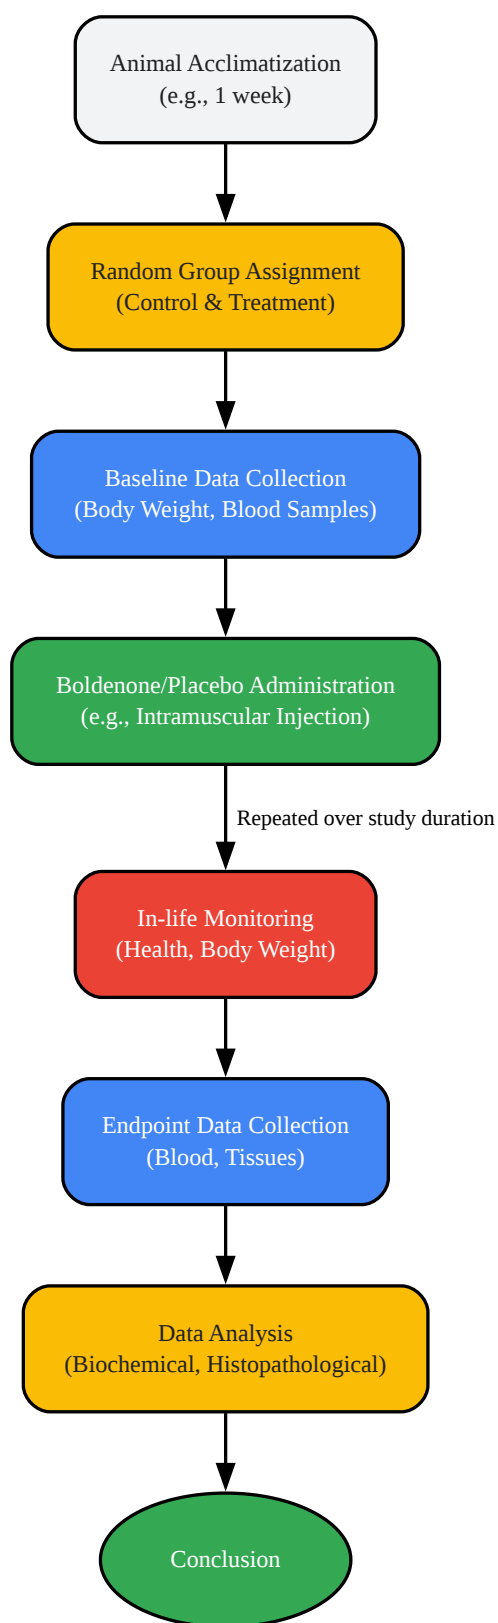 Animal Acclimatization
(e.g., 1 week)
Random Group Assignment
(Control & Treatment)
Baseline Data Collection
(Body Weight, Blood Samples)
Boldenone/Placebo Administration
(e.g., Intramuscular Injection)
Repeated over study duration
In-life Monitoring
(Health, Body Weight)
Endpoint Data Collection
(Blood, Tissues)
Data Analysis
(Biochemical, Histopathological)
Conclusion